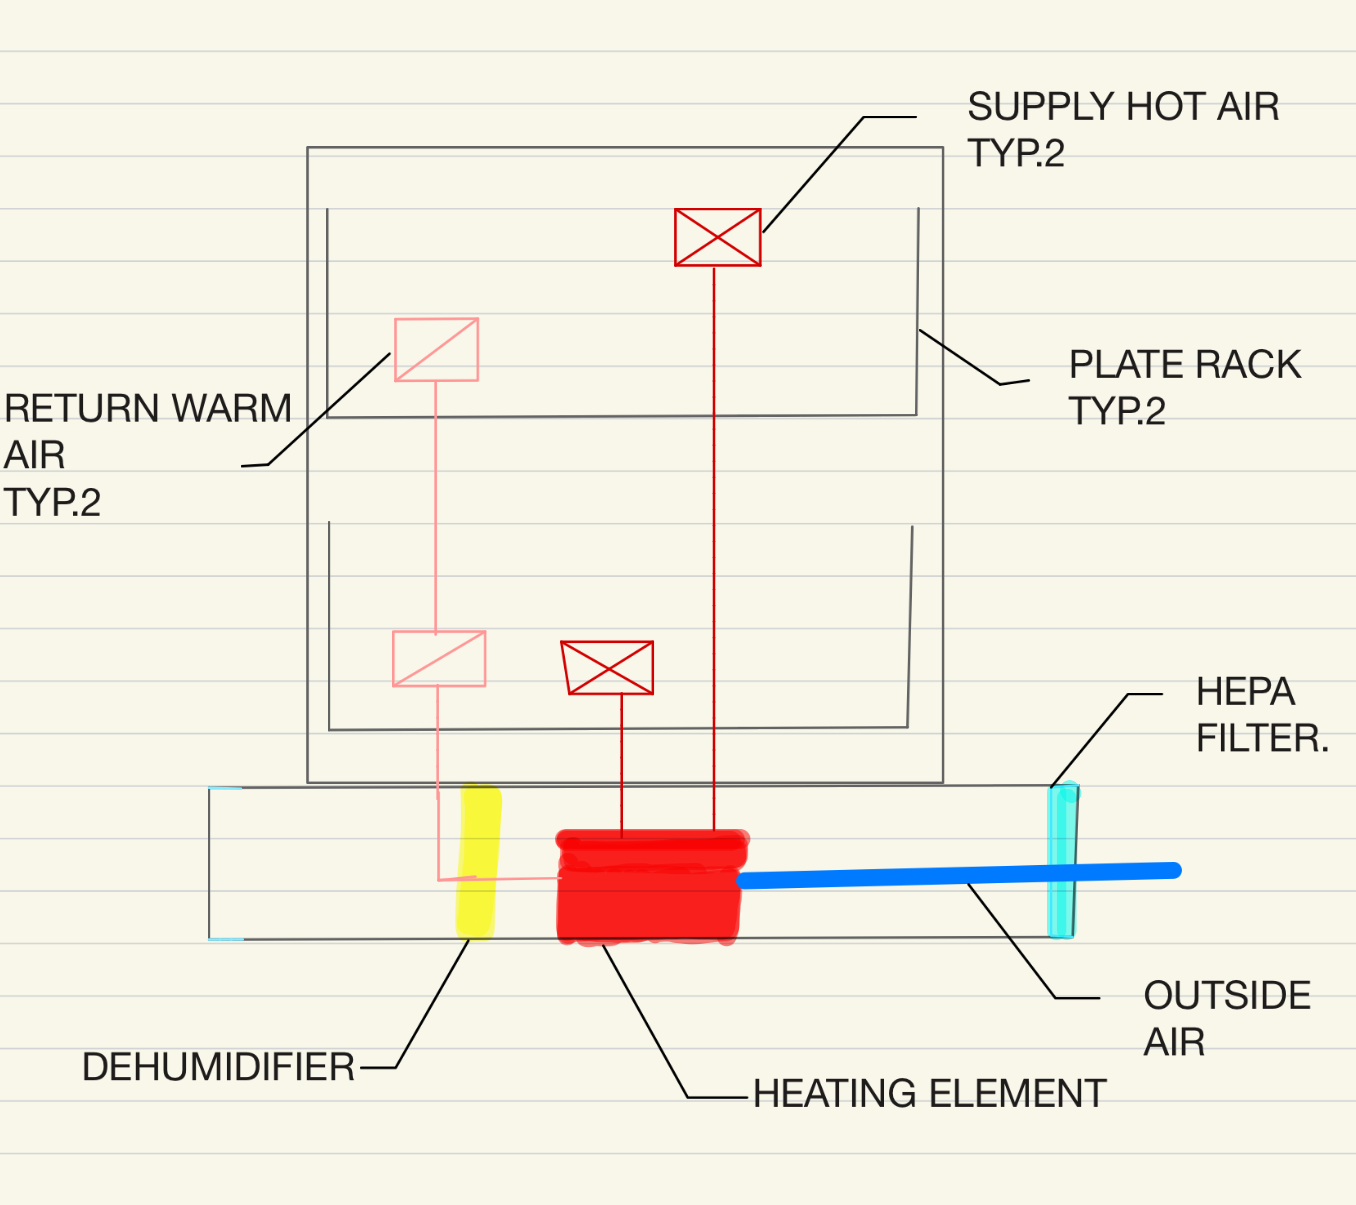 SUPPLY HOT AIR
TYP.2
PLATE RACK
TYP.2
RETURN WARM
AIR
TYP.2
HEPA
FILTER.
OUTSIDE
AIR
DEHUMIDIFIER
HEATING ELEMENT